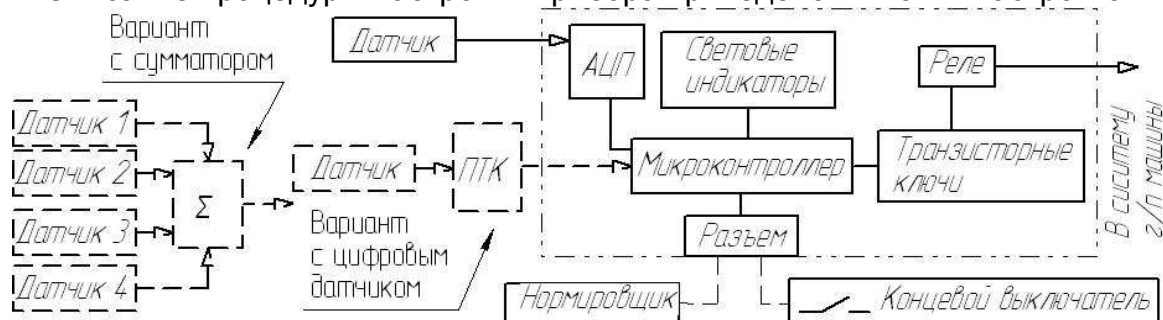 Вариант
с сумматором
Датчик
АЦП
Световые
индикаторы
Реле
Датчик 1
Датчик 2
Датчик 3
Датчик 4
Σ
Датчик
ПТК
Микроконтроллер
Транзисторные
ключи
Вариант
с цифровым
датчиком
Разъем
Нормировщик
Концевой выключатель
В сиситему
г/п машины